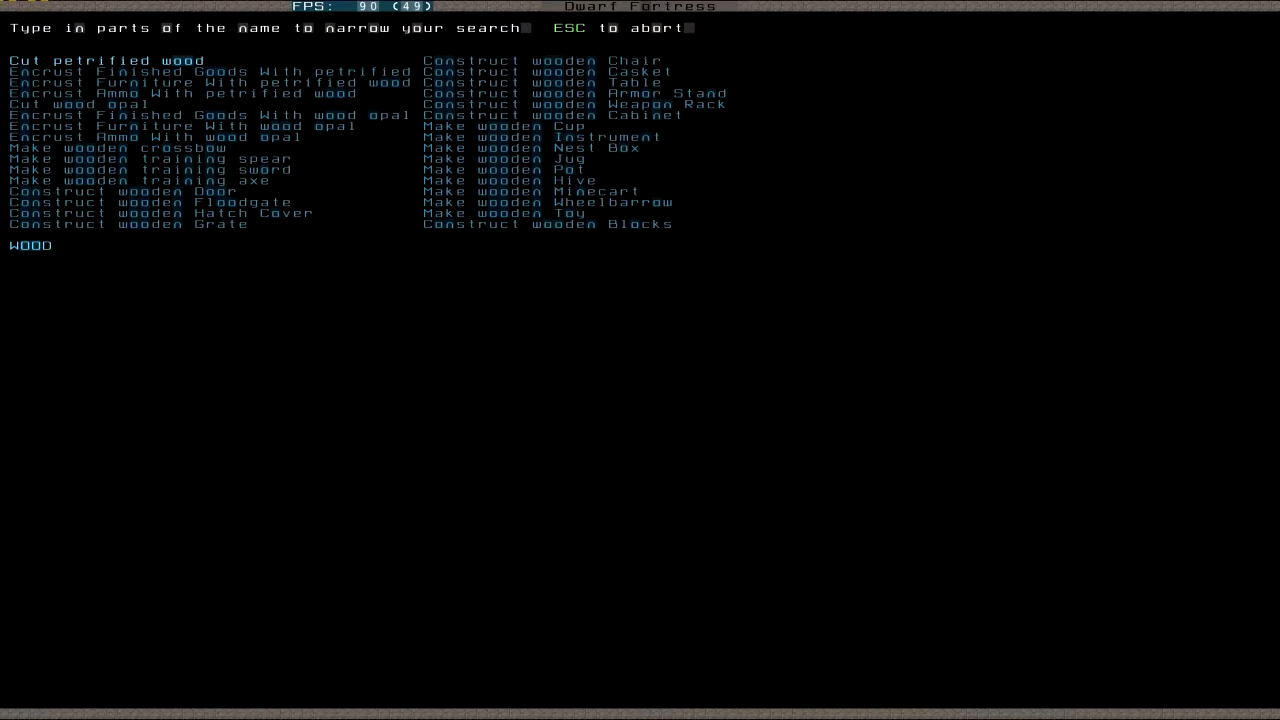 FPS: 90 (49) Dwarf Fortress
Type in parts of the name to narrow your search ESC to abort
Cut petrified wood
Encrust Finished Goods With petrified
Encrust Furniture With petrified wood
Encrust Ammo With petrified wood
Cut wood opal
Encrust Finished Goods With wood opal
Encrust Furniture With wood opal
Encrust Ammo With wood opal
Make wooden crossbow
Make wooden training spear
Make wooden training sword
Make wooden training axe
Construct wooden Door
Construct wooden Floodgate
Construct wooden Hatch Cover
Construct wooden Grate
Construct wooden Chair
Construct wooden Casket
Construct wooden Table
Construct wooden Armor Stand
Construct wooden Weapon Rack
Construct wooden Cabinet
Make wooden Cup
Make wooden Instrument
Make wooden Nest Box
Make wooden Jug
Make wooden Pot
Make wooden Hive
Make wooden Minecart
Make wooden Wheelbarrow
Make wooden Toy
Construct wooden Blocks
WOOD